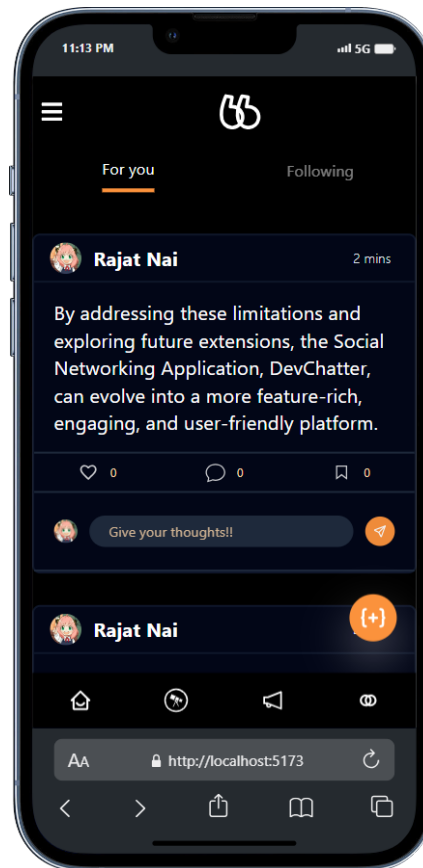 11:13 PM
5G
For you
Following
Rajat Nai
2 mins
By addressing these limitations and
exploring future extensions, the Social
Networking Application, DevChatter,
can evolve into a more feature-rich,
engaging, and user-friendly platform.
0
0
0
Give your thoughts!!
{+}
Rajat Nai
AA
http://localhost:5173